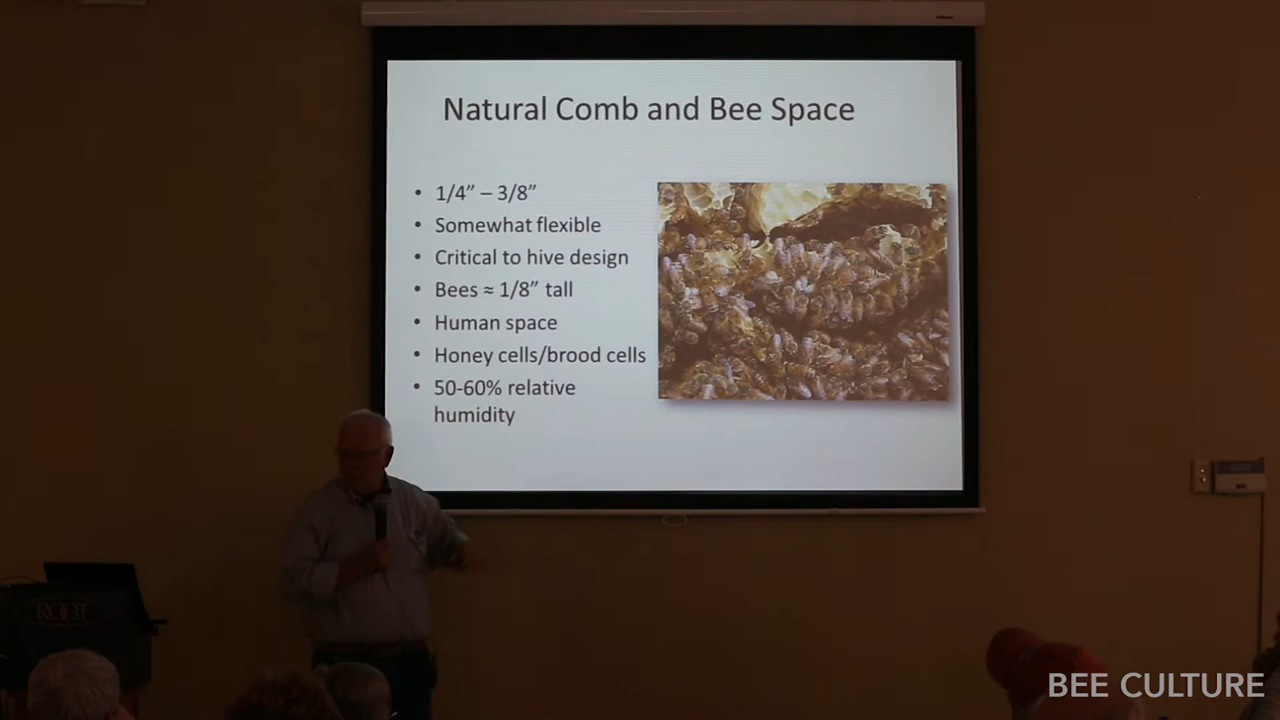 Natural Comb and Bee Space
• 1/4” – 3/8”
• Somewhat flexible
• Critical to hive design
• Bees ≈ 1/8” tall
• Human space
• Honey cells/brood cells
• 50-60% relative
humidity
ROOT
BEE CULTURE